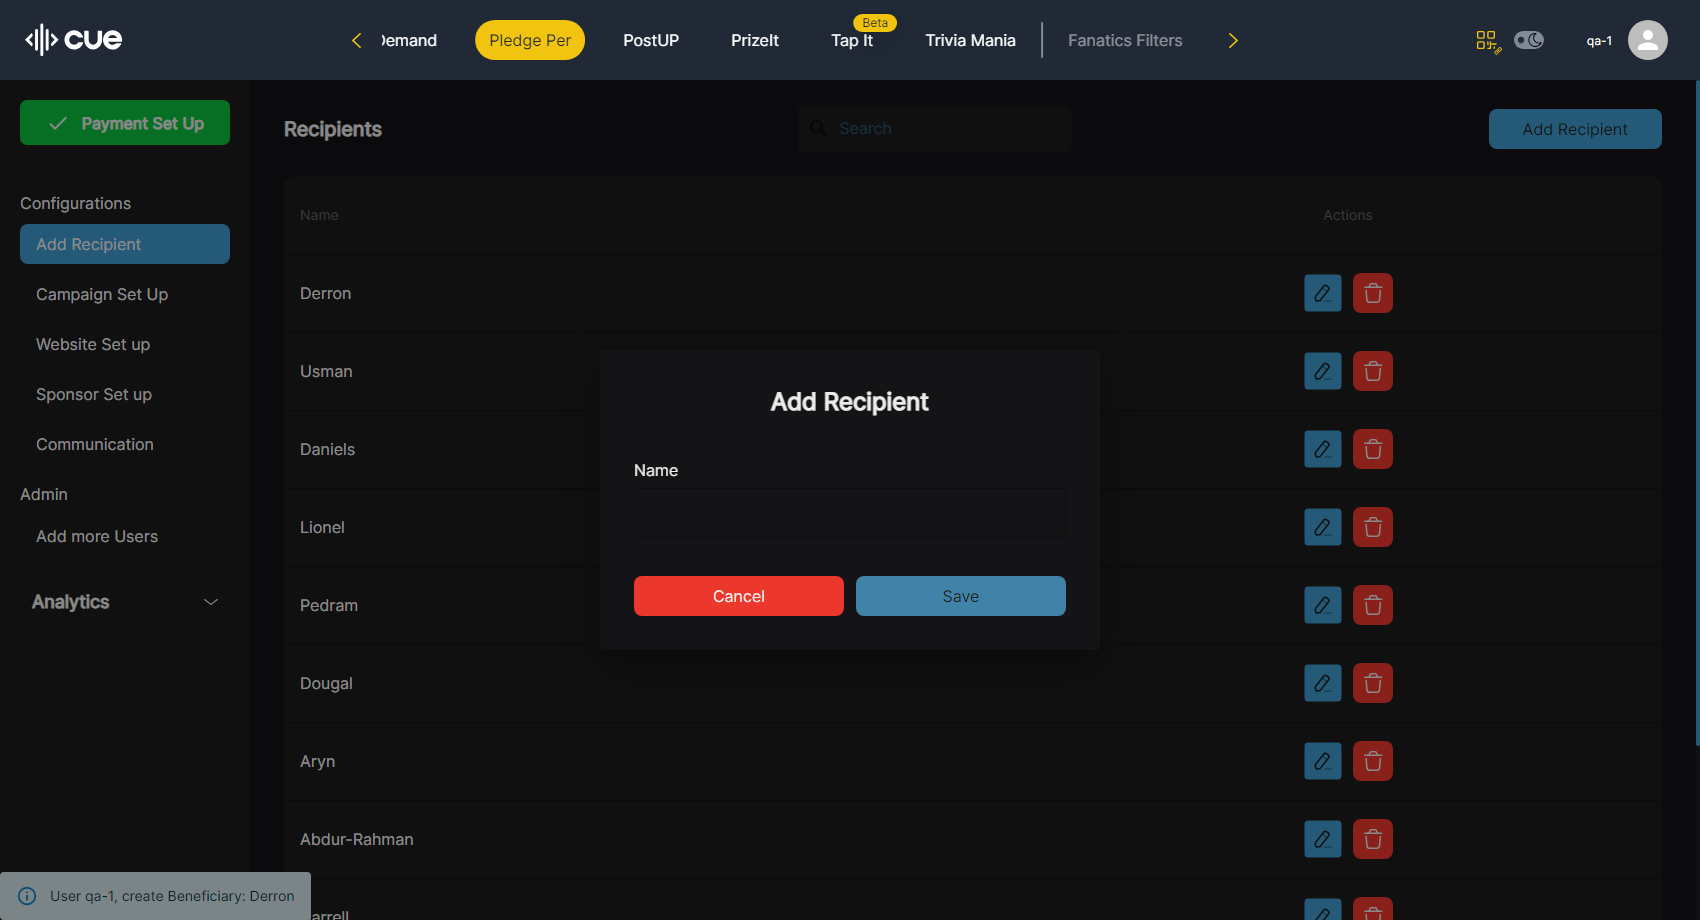 cue
Demand
Pledge Per
PostUP
PrizeIt
Beta
Tap It
Trivia Mania
Fanatics Filters
qa-1
Payment Set Up
Configurations
Add Recipient
Campaign Set Up
Website Set up
Sponsor Set up
Communication
Admin
Add more Users
Analytics
Recipients
Search
Add Recipient
Name
Actions
Derron
Usman
Daniels
Lionel
Pedram
Dougal
Aryn
Abdur-Rahman
Add Recipient
Name
Cancel
Save
User qa-1, create Beneficiary: Derron